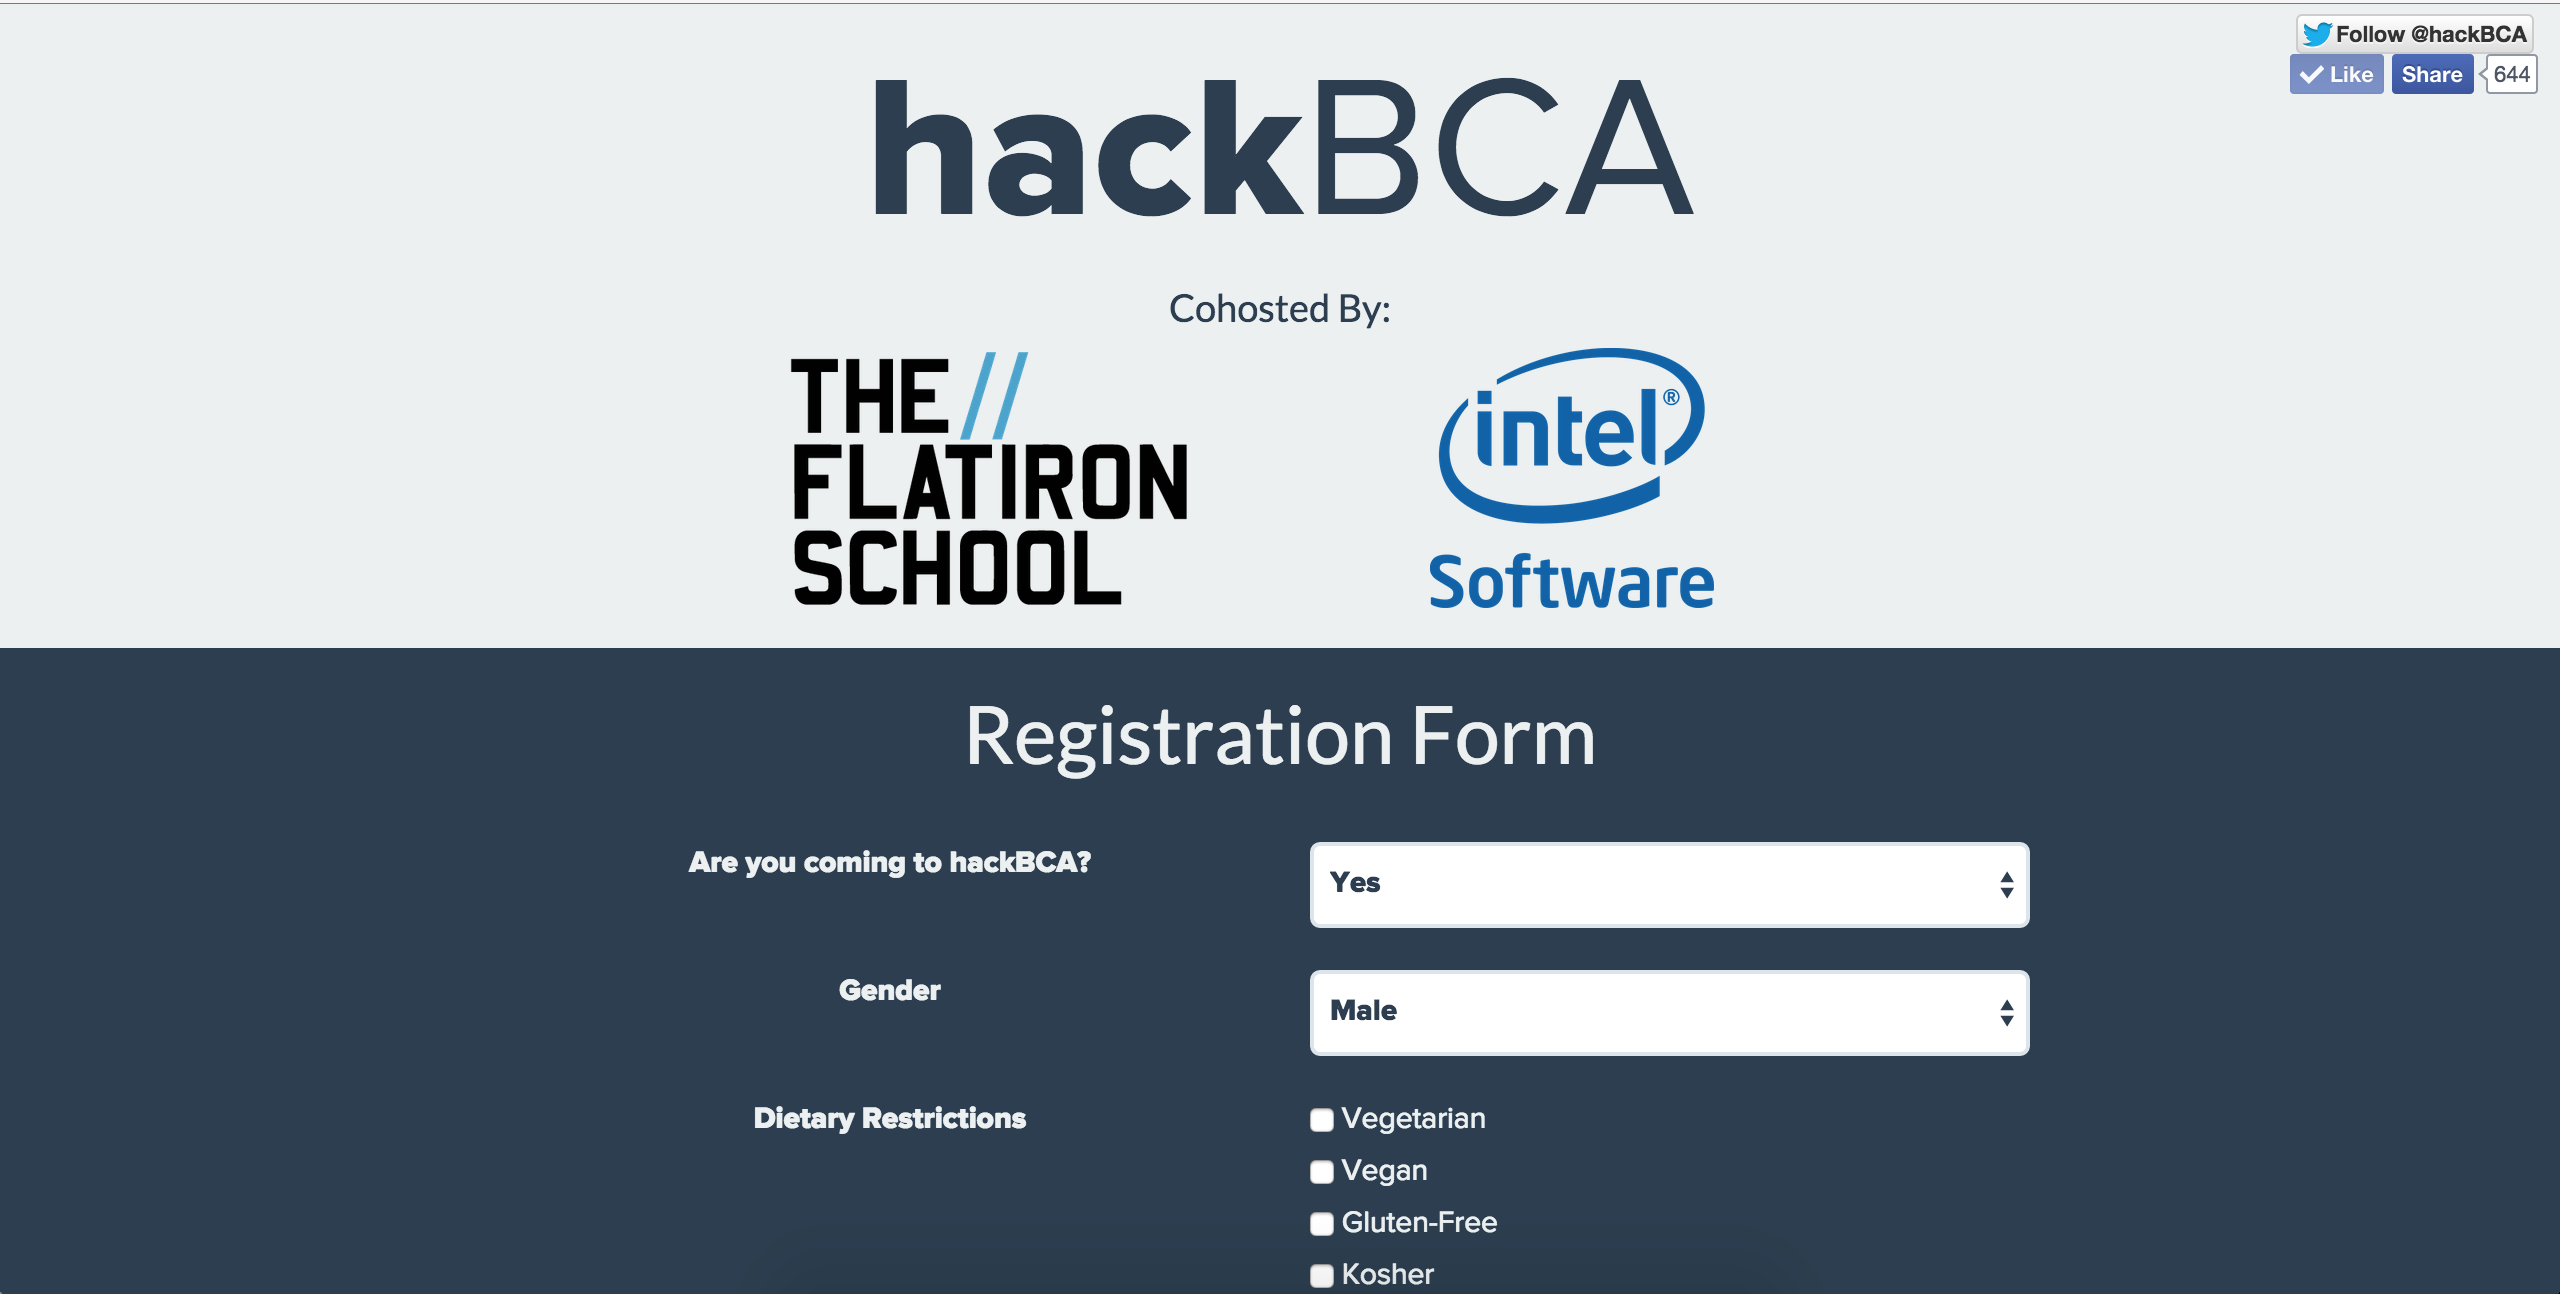 Follow @hackBCA
Like Share 644
hackBCA
Cohosted By:
THE //
FLATIRON
SCHOOL
intel®
Software
Registration Form
Are you coming to hackBCA?
Yes
Gender
Male
Dietary Restrictions
Vegetarian
Vegan
Gluten-Free
Kosher